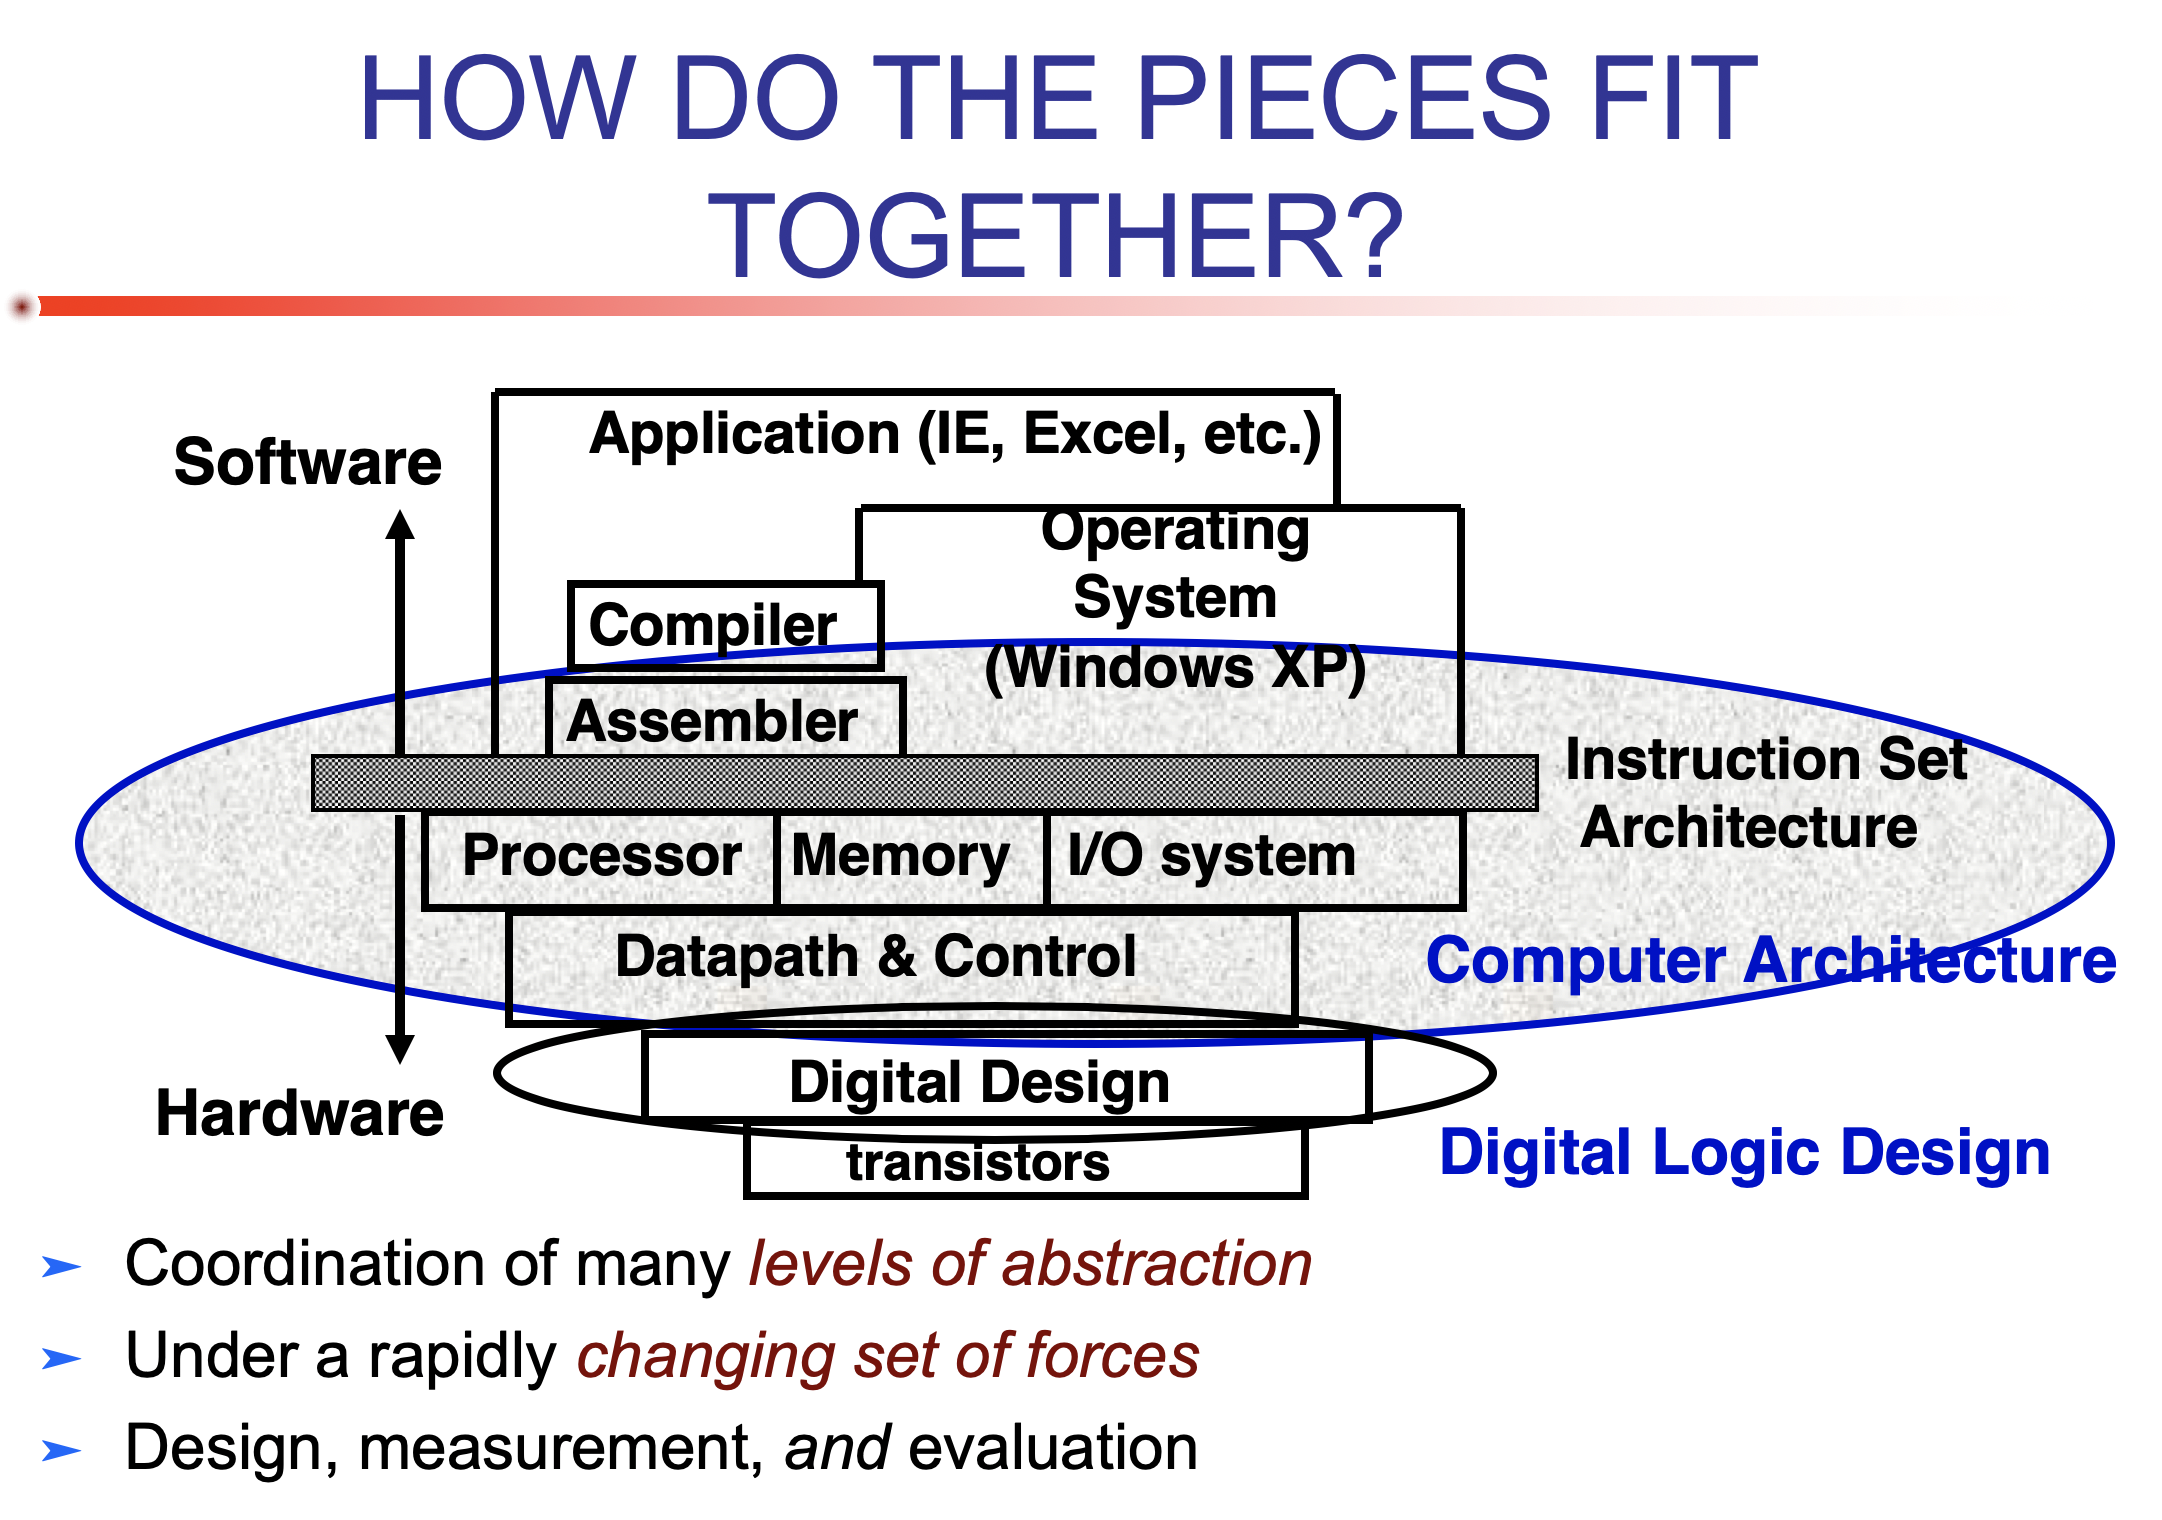 HOW DO THE PIECES FIT
TOGETHER?
Application (IE, Excel, etc.)
Software
Operating
System
(Windows XP)
Compiler
Assembler
Instruction Set
Architecture
Processor
Memory
I/O system
Datapath & Control
Computer Architecture
Digital Design
Hardware
Digital Logic Design
transistors
➢ Coordination of many levels of abstraction
➢ Under a rapidly changing set of forces
➢ Design, measurement, and evaluation